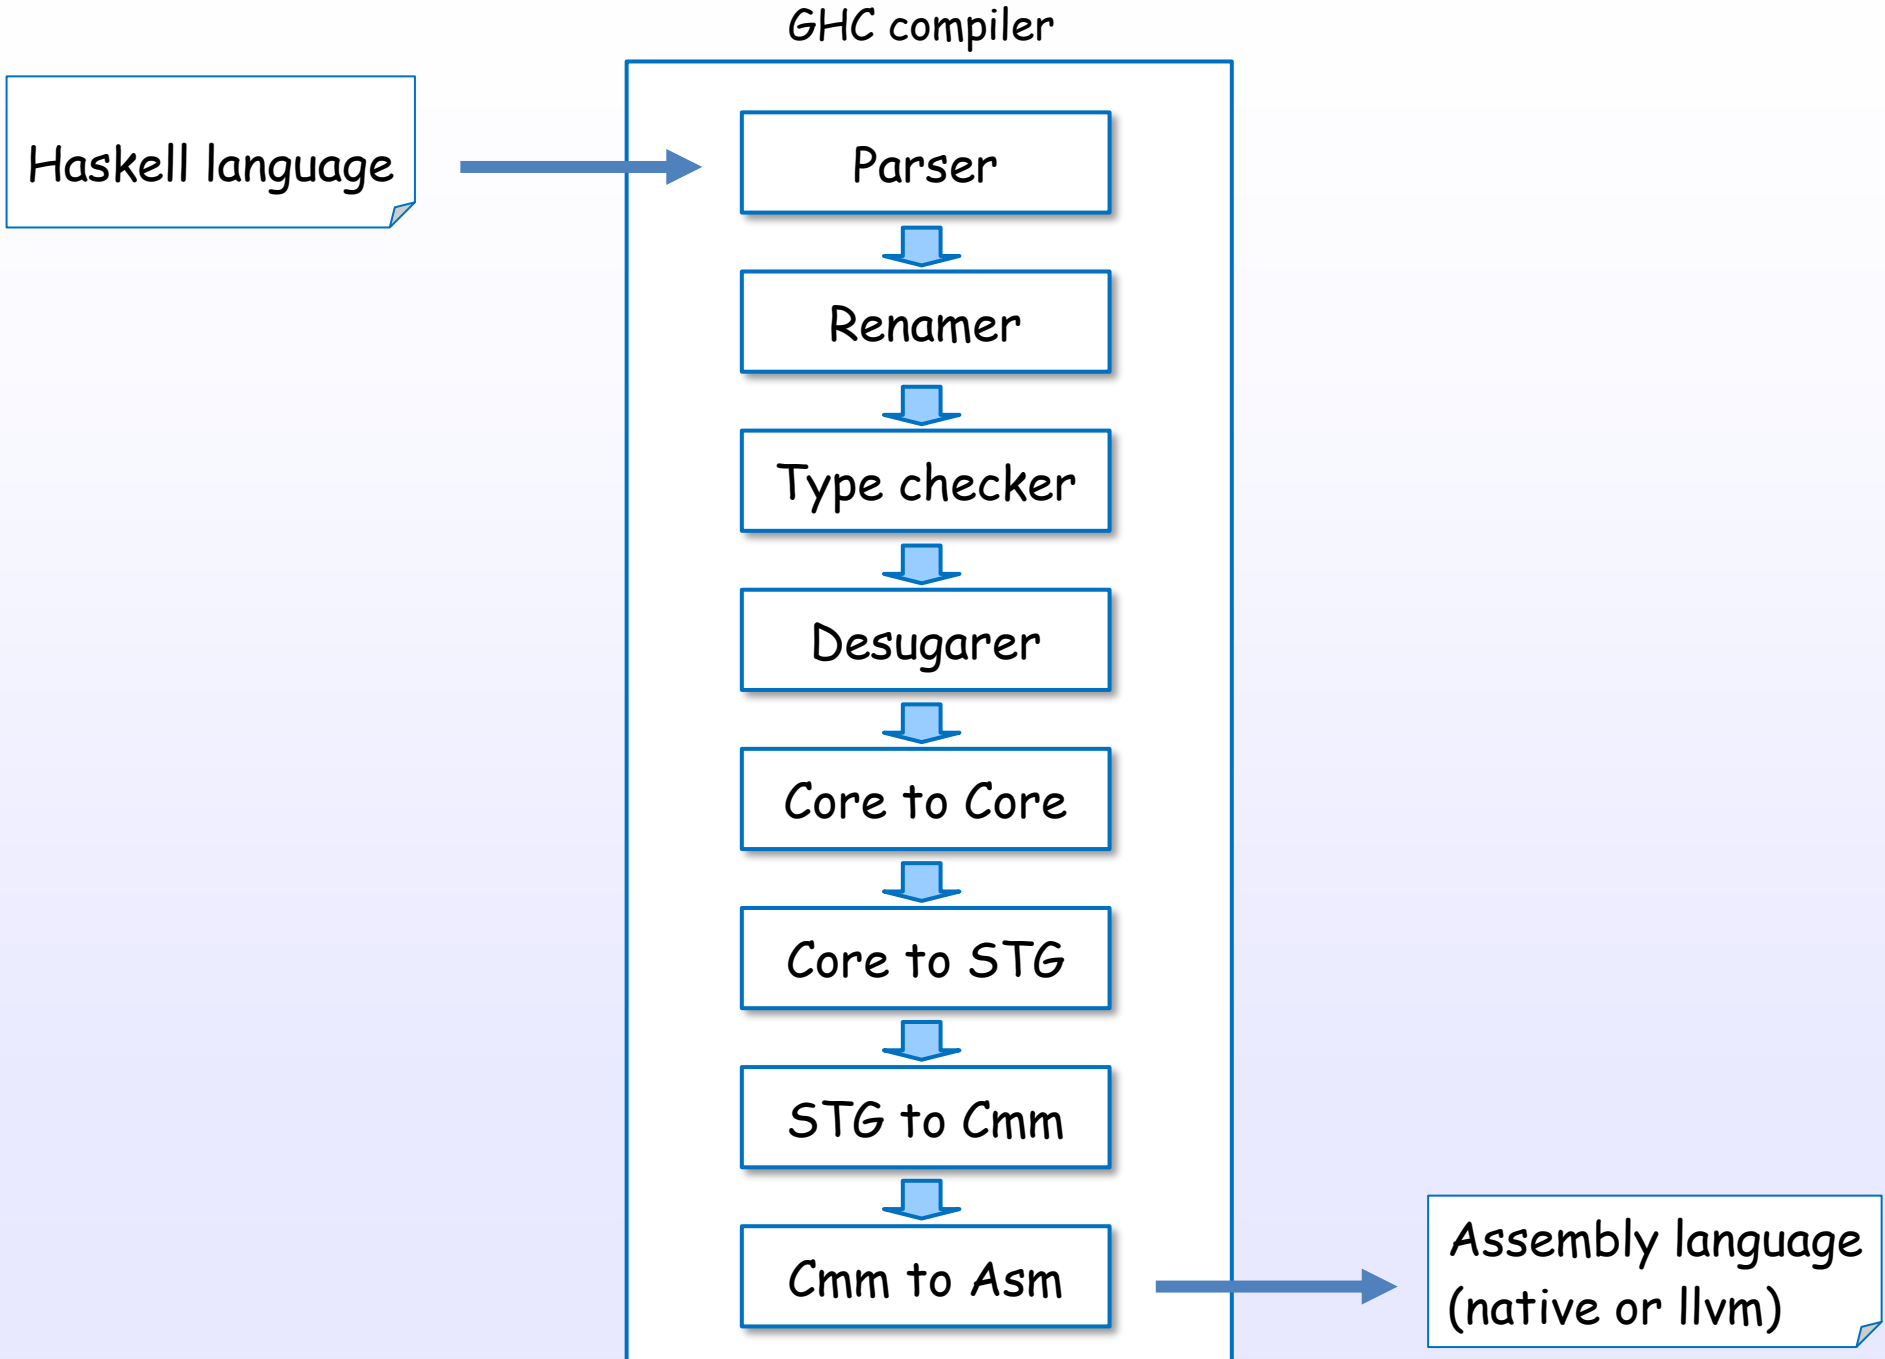 GHC compiler
Haskell language
Parser
Renamer
Type checker
Desugarer
Core to Core
Core to STG
STG to Cmm
Cmm to Asm
Assembly language
(native or llvm)